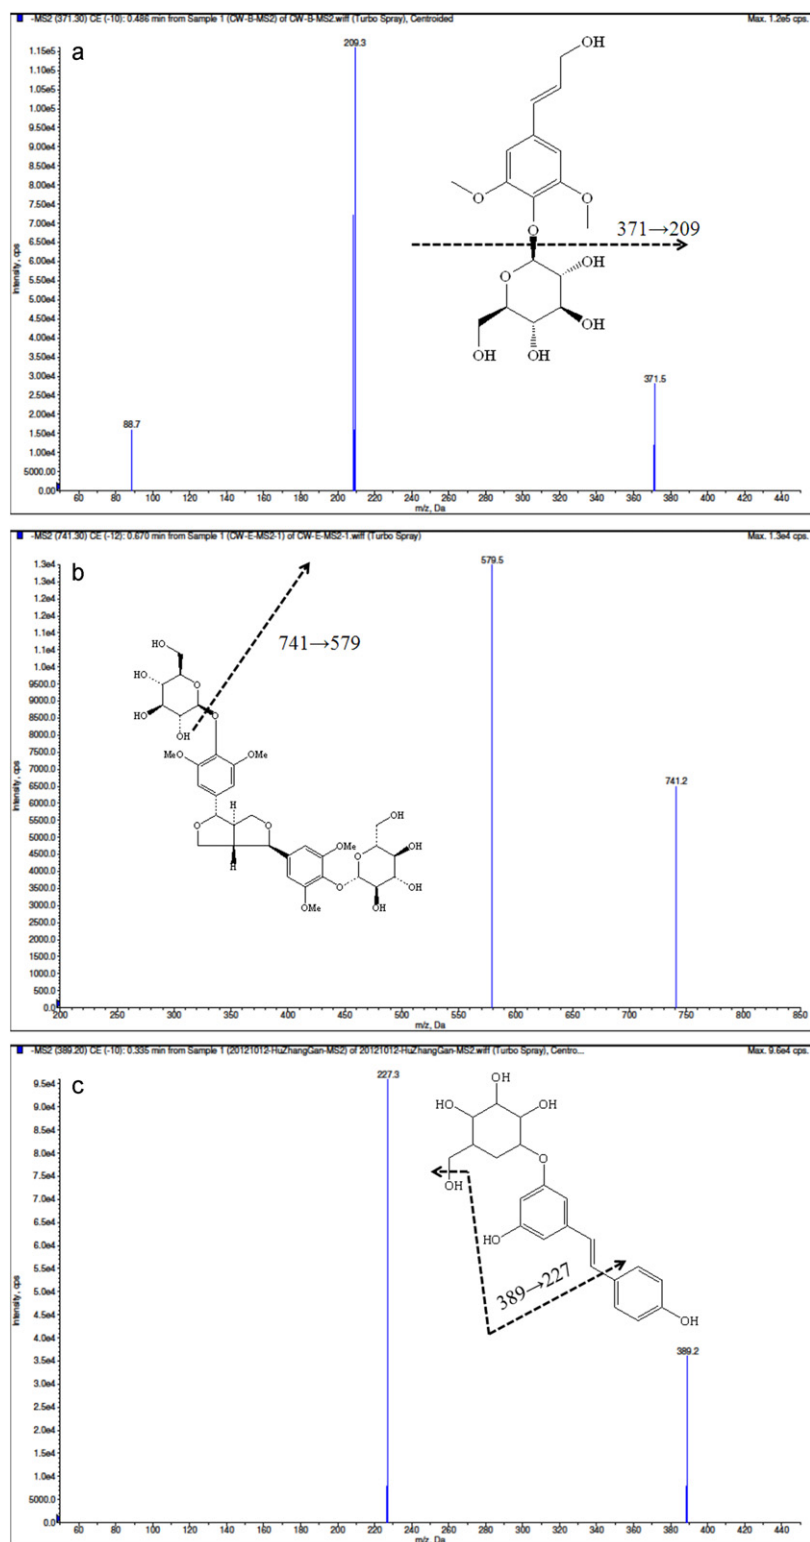 -MS2 (371.30) CE (-10): 0.486 min from Sample 1 (CW-B-MS2) of CW-B-MS2.wiff (Turbo Spray), Centroided
Max. 1.2e5 cps.
a
209.3
OH
1.15e5
1.10e5
1.05e5
1.00e5
9.50e4
9.00e4
8.50e4
8.00e4
7.50e4
7.00e4
6.50e4
6.00e4
5.50e4
5.00e4
4.50e4
4.00e4
3.50e4
3.00e4
2.50e4
2.00e4
1.50e4
1.00e4
5000.00
0.00
Intensity, cps
O
O
O
371→209
O
OH
OH
OH
OH
371.5
88.7
60 80 100 120 140 160 180 200 220 240 260 280 300 320 340 360 380 400 420 440
m/z, Da
-MS2 (741.30) CE (-12): 0.670 min from Sample 1 (CW-E-MS2-1) of CW-E-MS2-1.wiff (Turbo Spray)
Max. 1.3e4 cps.
b
579.5
1.3e4
1.3e4
1.2e4
1.2e4
1.1e4
1.1e4
1.0e4
9500.0
9000.0
8500.0
8000.0
7500.0
7000.0
6500.0
6000.0
5500.0
5000.0
4500.0
4000.0
3500.0
3000.0
2500.0
2000.0
1500.0
1000.0
500.0
0.0
Intensity, cps
741→579
HO
HO
O
HO
O
OH
MeO
OMe
741.2
H
O
O
H
OMe
OMe
O
OH
O
OH
OH
OH
200 250 300 350 400 450 500 550 600 650 700 750 800 850
m/z, Da
-MS2 (389.20) CE (-10): 0.335 min from Sample 1 (20121012-HuZhangGan-MS2) of 20121012-HuZhangGan-MS2.wiff (Turbo Spray), Centro...
Max. 9.6e4 cps.
c
227.3
9.5e4
9.0e4
8.5e4
8.0e4
7.5e4
7.0e4
6.5e4
6.0e4
5.5e4
5.0e4
4.5e4
4.0e4
3.5e4
3.0e4
2.5e4
2.0e4
1.5e4
1.0e4
5000.0
0.0
Intensity, cps
OH
HO
OH
O
OH
HO
389→227
OH
389.2
60 80 100 120 140 160 180 200 220 240 260 280 300 320 340 360 380 400 420 440
m/z, Da